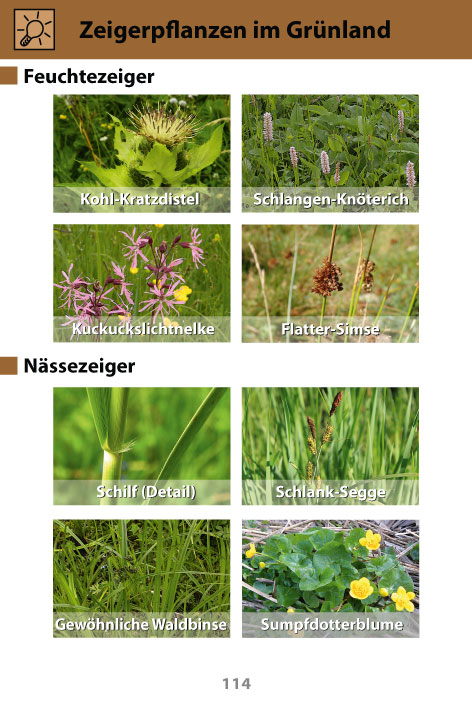 Zeigerpflanzen im Grünland
Feuchtezeiger
Kohl-Kratzdistel
Schlangen-Knöterich
Kuckuckslichtnelke
Flatter-Simse
Nässezeiger
Schilf (Detail)
Schlank-Segge
Gewöhnliche Waldbinse
Sumpfdotterblume
114